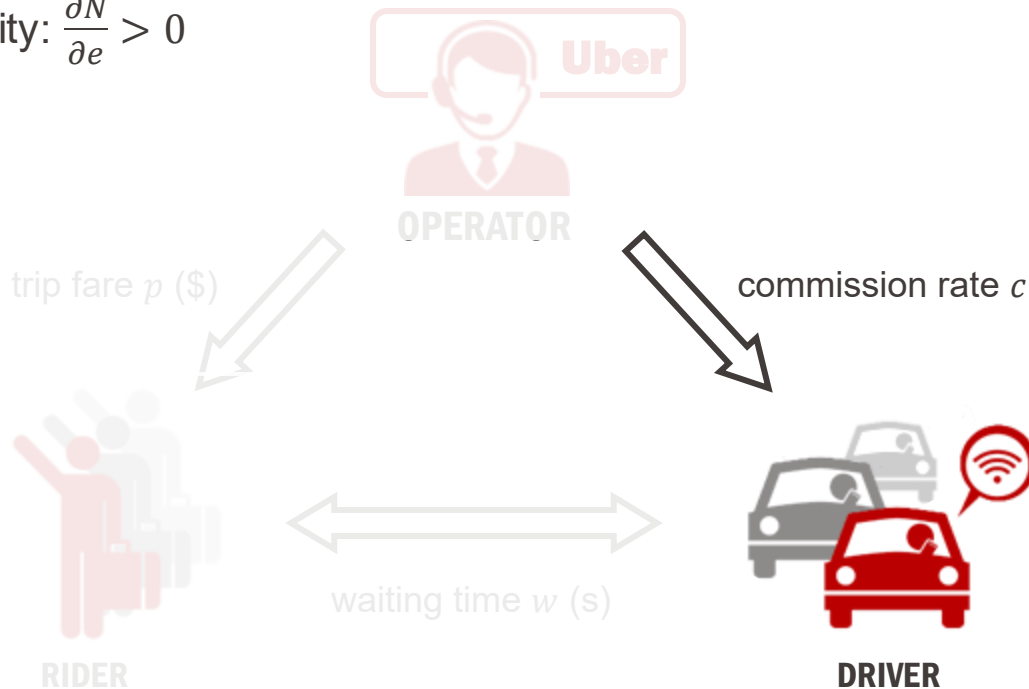 ity: ∂N/∂e > 0
Uber
OPERATOR
trip fare p ($)
commission rate c
waiting time w (s)
RIDER
DRIVER